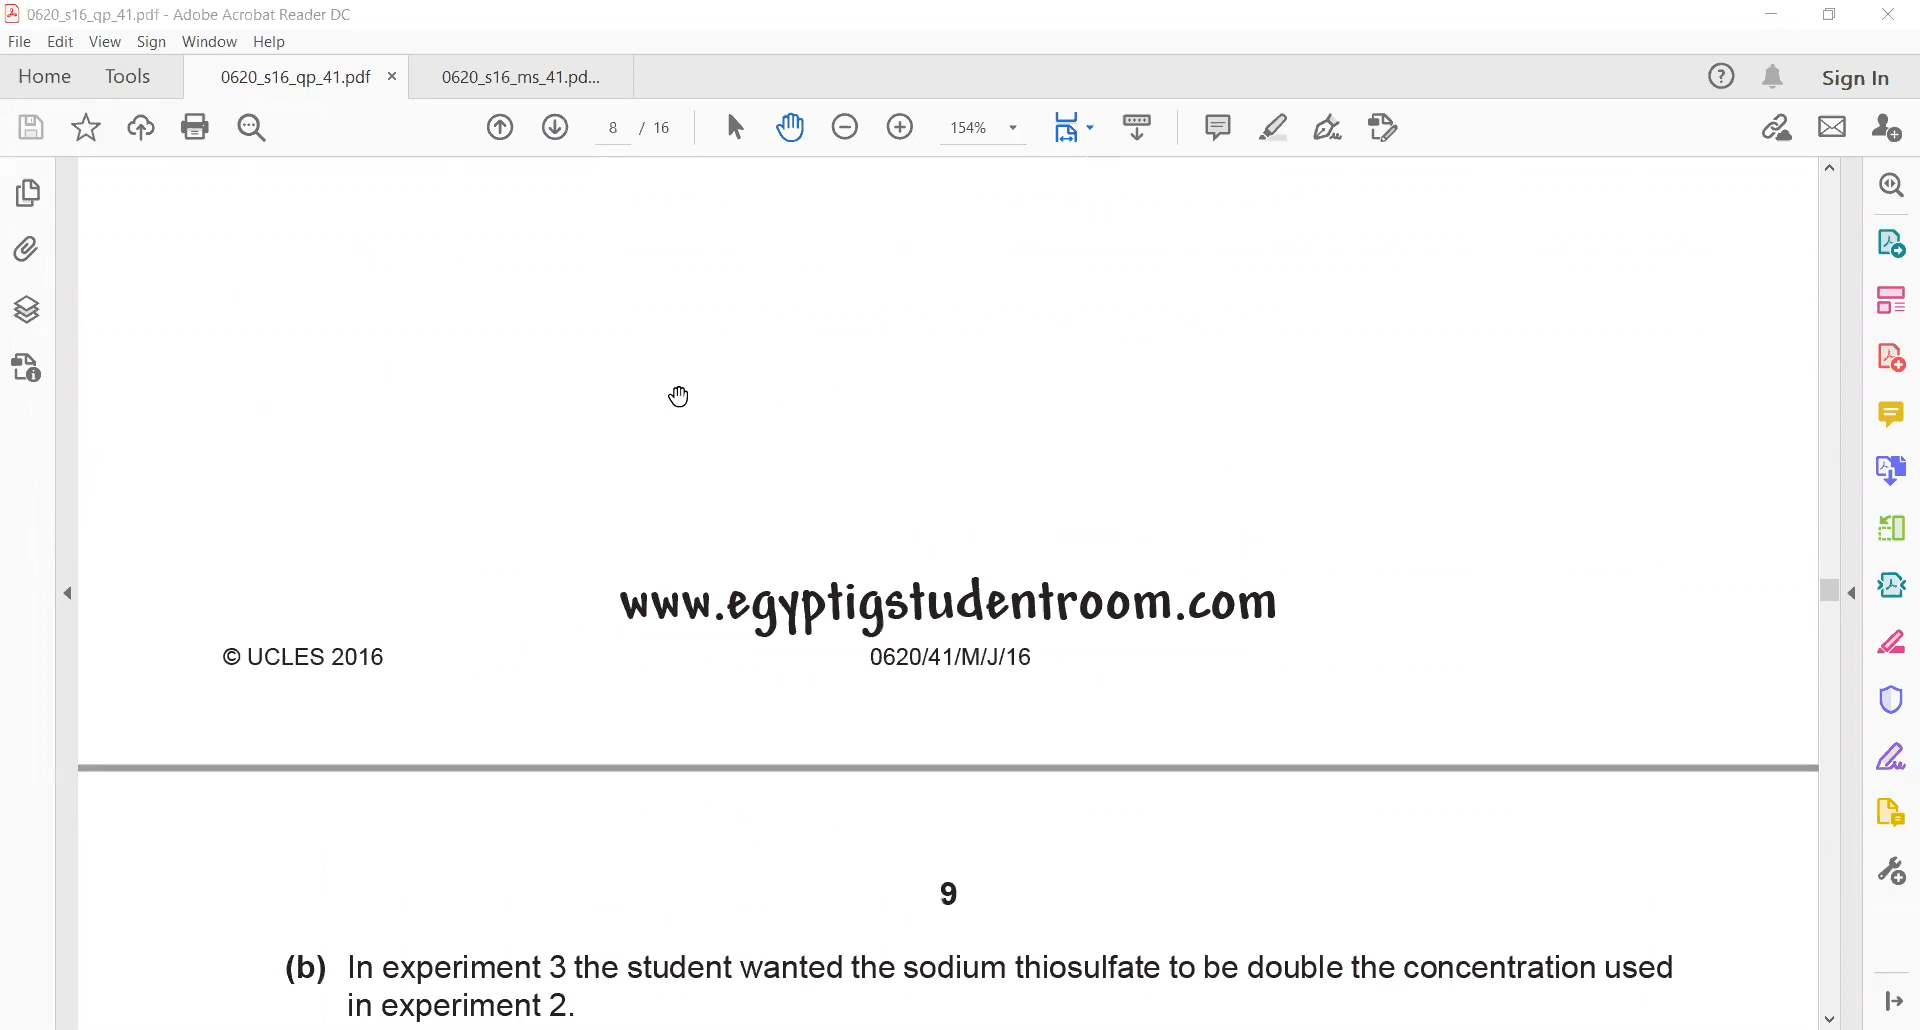 0620_s16_qp_41.pdf - Adobe Acrobat Reader DC
File Edit View Sign Window Help
Home Tools 0620_s16_qp_41.pdf × 0620_s16_ms_41.pd... Sign In
8 / 16 154%
www.egyptigstudentroom.com
© UCLES 2016 0620/41/M/J/16
9
(b) In experiment 3 the student wanted the sodium thiosulfate to be double the concentration used
in experiment 2.